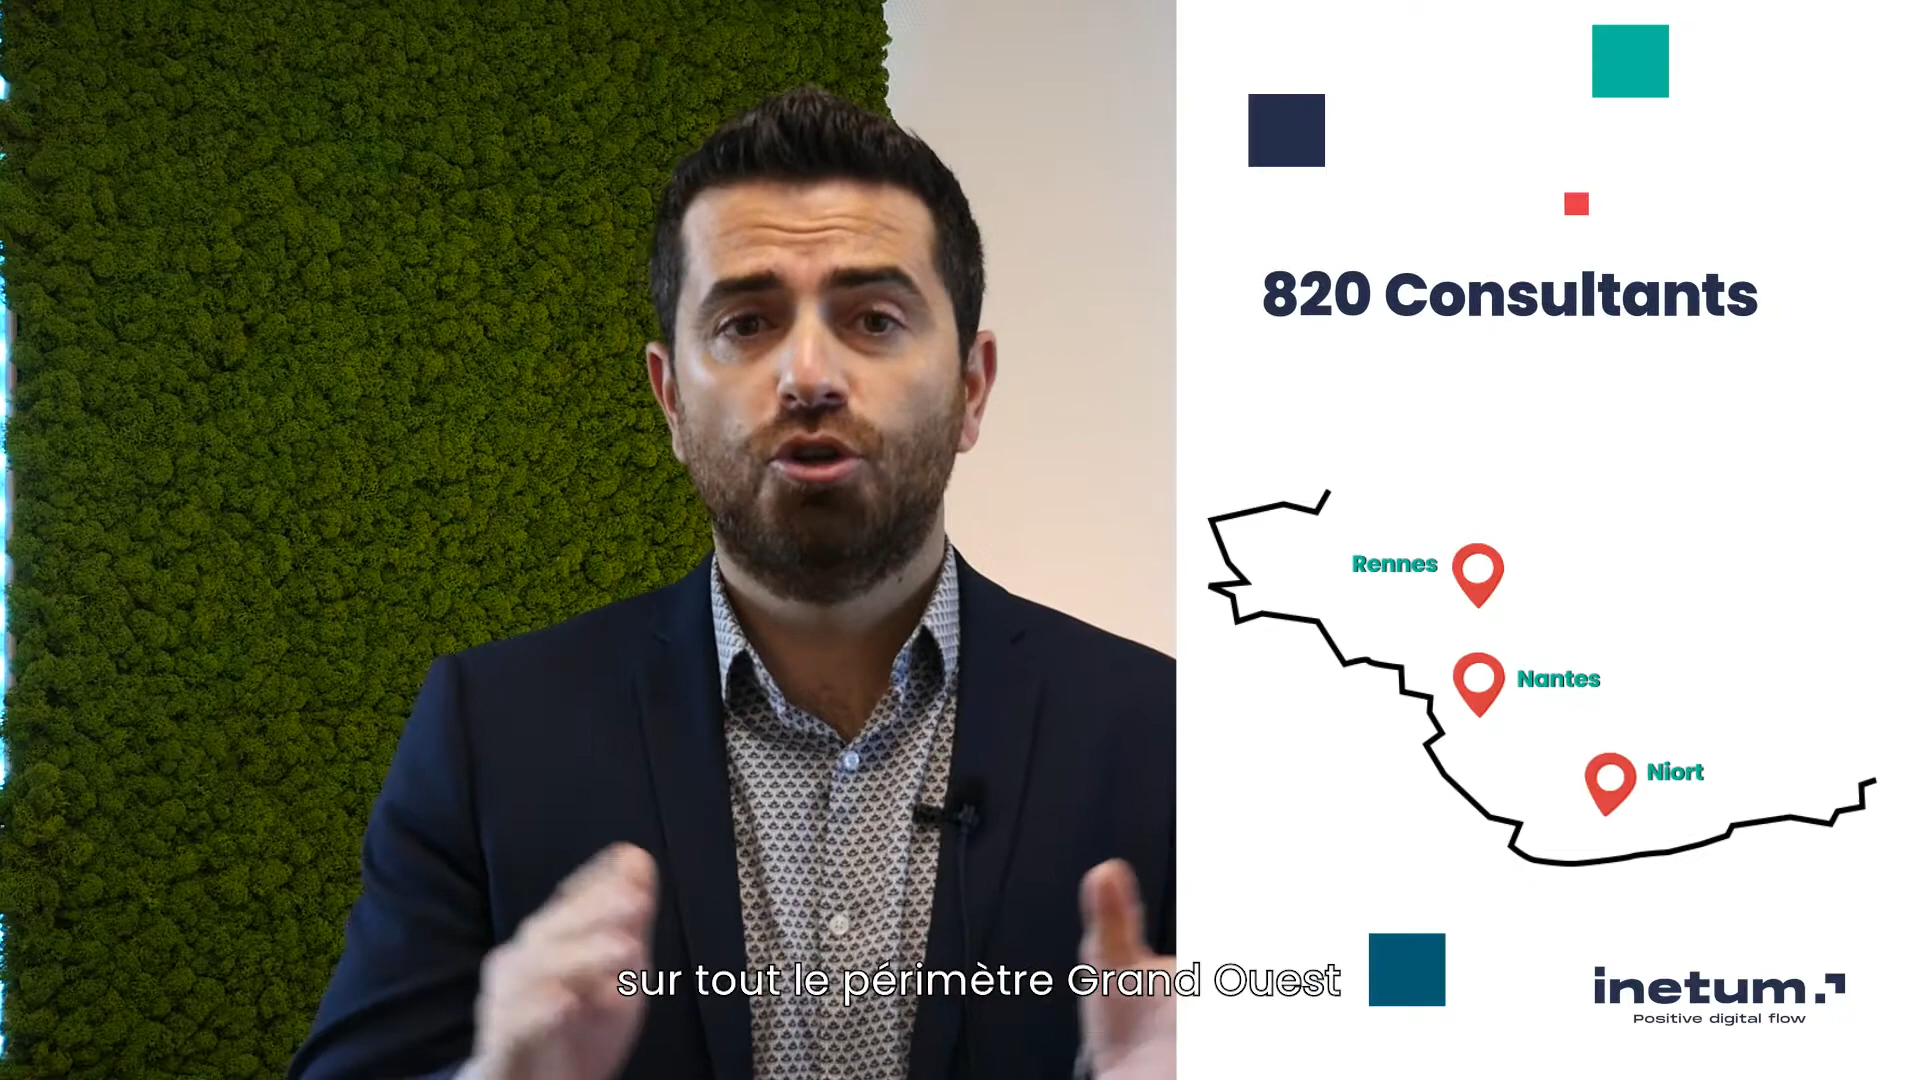 820 Consultants
Rennes
Nantes
Niort
sur tout le périmètre Grand Ouest
inetum.
Positive digital flow